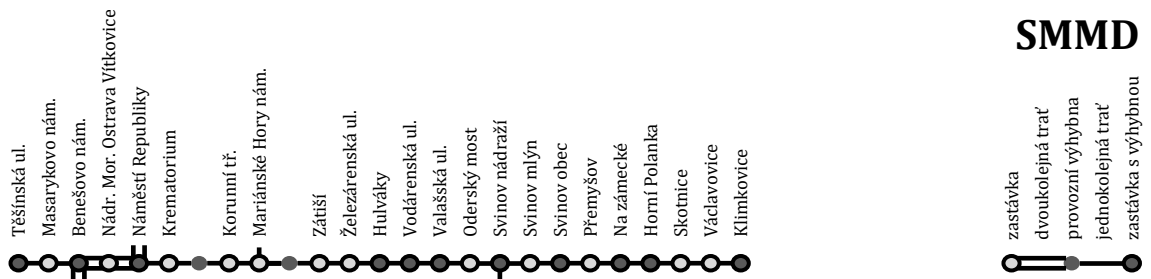 SMMD
Těšínská ul.
Masarykovo nám.
Benešovo nám.
Nádr. Mor. Ostrava Vítkovice
Náměstí Republiky
Krematorium
Korunní tř.
Mariánské Hory nám.
Zátiší
Železárenská ul.
Hulváky
Vodárenská ul.
Valašská ul.
Oderský most
Svinov nádraží
Svinov mlýn
Svinov obec
Přemyšov
Na zámecké
Horní Polanka
Skotnice
Václavovice
Klimkovice
zastávka
dvoukolejná trať
provozní výhybna
jednokolejná trať
zastávka s výhybnou